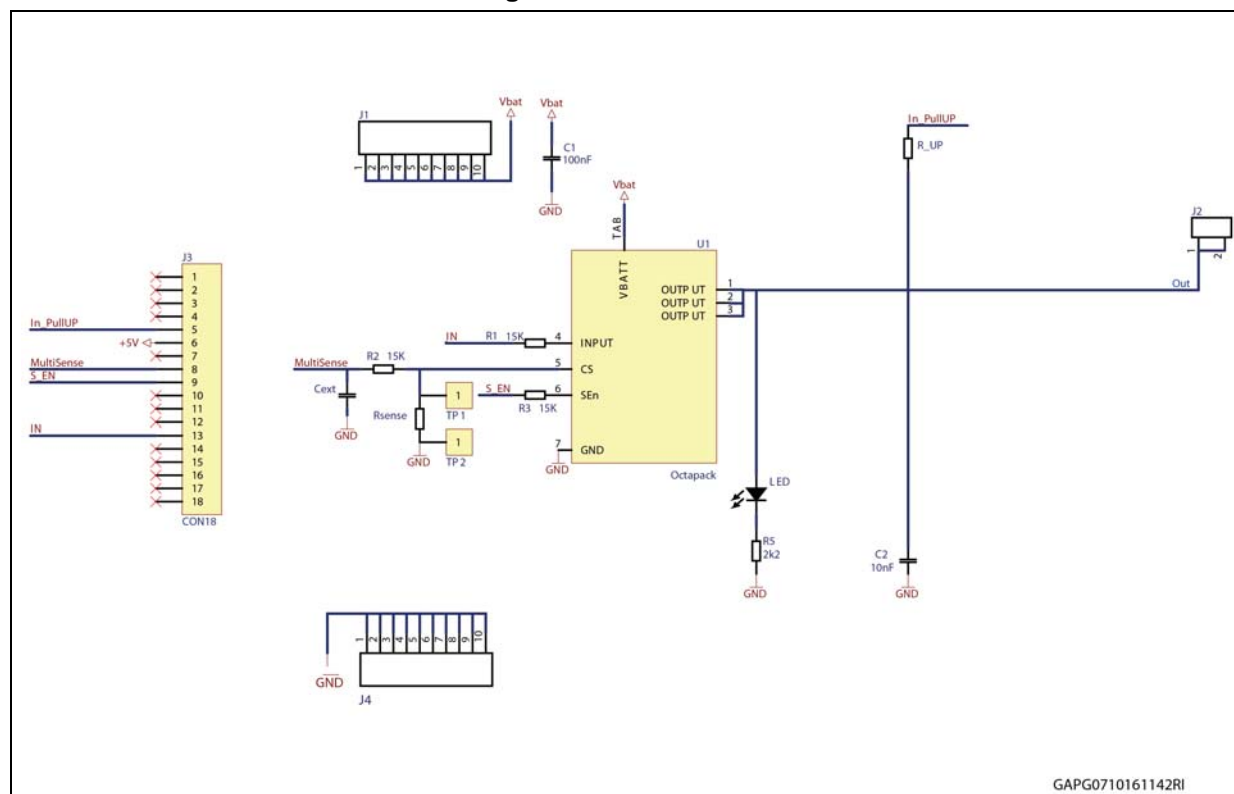 Vbat
Vbat
J1
C1
100nF
1
2
3
4
5
6
7
8
9
10
GND
In_PullUP
R_UP
Vbat
TAB
VBATT
U1
J2
1
2
Out
J3
1
2
3
4
5
6
7
8
9
10
11
12
13
14
15
16
17
18
CON18
In_PullUP
+5V
MultiSense
S_EN
IN
OUTP UT
OUTP UT
OUTP UT
1
2
3
IN
R1 15K
4
INPUT
MultiSense
R2 15K
5
CS
Cext
GND
Rsense
GND
1
TP1
1
TP2
S_EN
R3 15K
6
SEn
7
GND
GND
Octapack
LED
R5
2k2
GND
C2
10nF
GND
1
2
3
4
5
6
7
8
9
10
GND
J4
GAPG0710161142RI